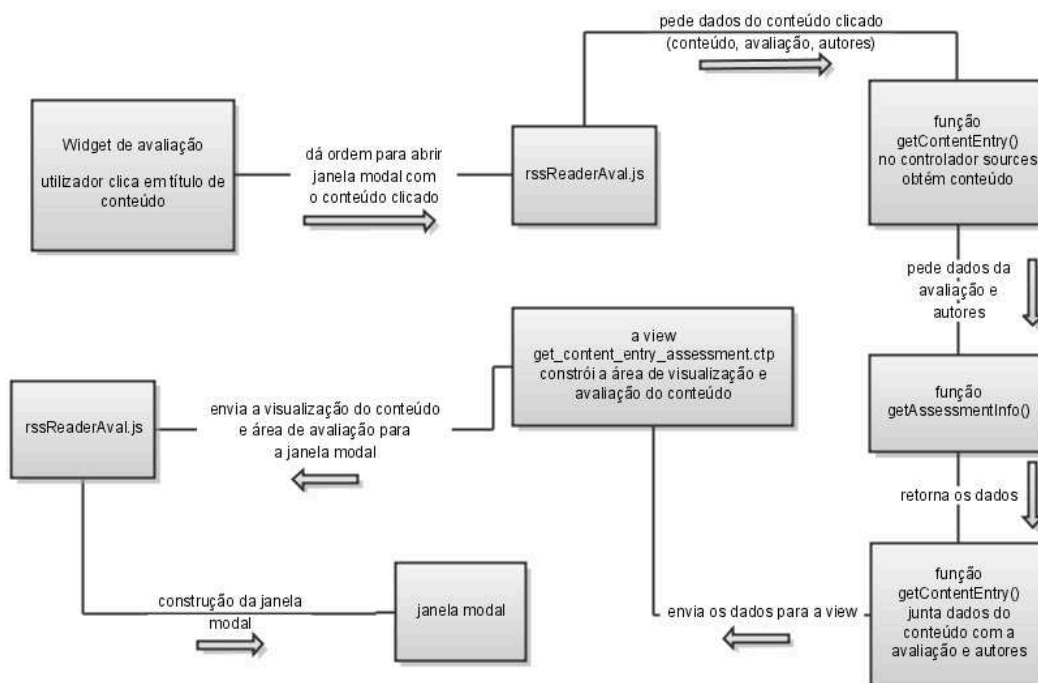 Widget de avaliação
utilizador clica em título de
conteúdo
dá ordem para abrir
janela modal com
o conteúdo clicado
rssReaderAval.js
pede dados do conteúdo clicado
(conteúdo, avaliação, autores)
função
getContentEntry()
no controlador sources
obtém conteúdo
pede dados da
avaliação e
autores
função
getAssessmentInfo()
retorna os dados
função
getContentEntry()
junta dados do
conteúdo com a
avaliação e autores
envia os dados para a view
a view
get_content_entry_assessment.ctp
constrói a área de visualização e
avaliação do conteúdo
envia a visualização do conteúdo
e área de avaliação para
a janela modal
rssReaderAval.js
construção da janela
modal
janela modal